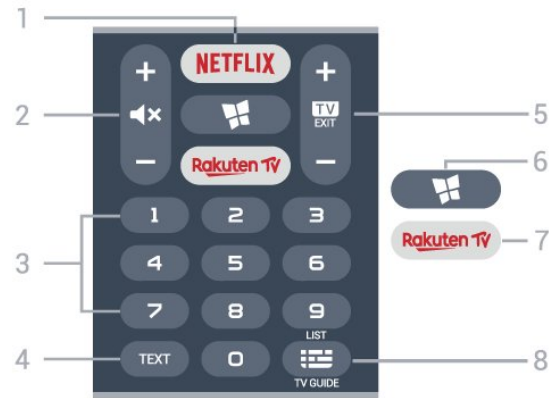 1
NETFLIX
+ +
2
TV
EXIT
5
- -
6
Rakuten TV
Rakuten TV
7
1 2 3
3
4 5 6
7 8 9
LIST
4
TEXT
0
8
TV GUIDE